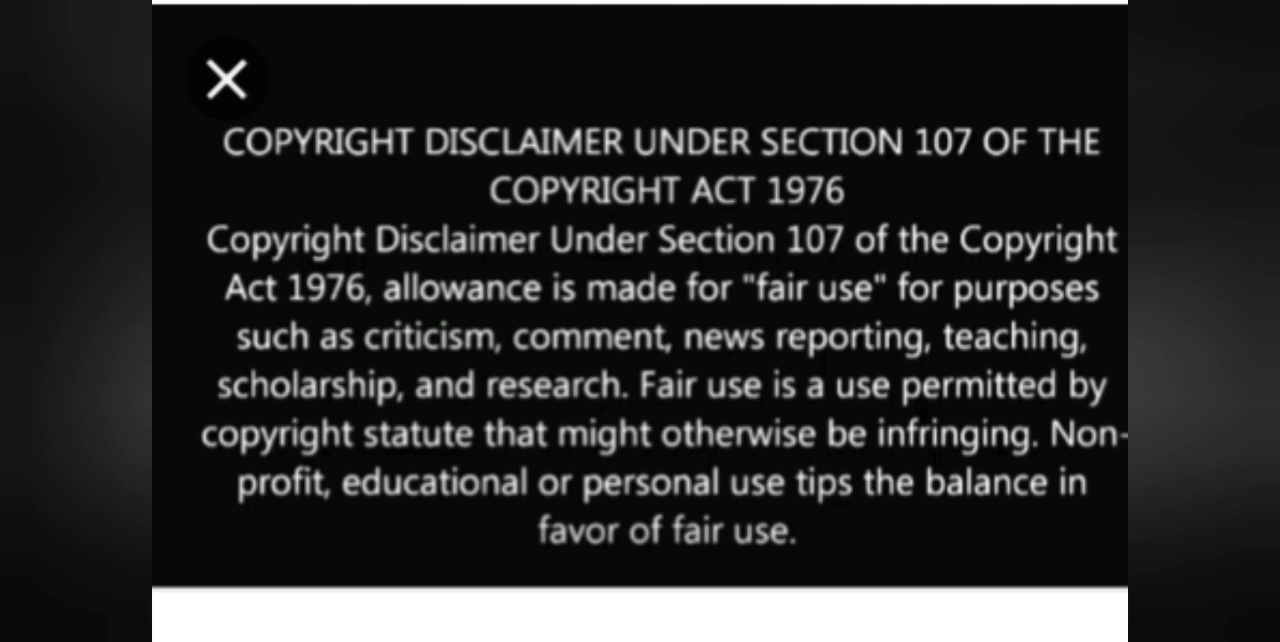 COPYRIGHT DISCLAIMER UNDER SECTION 107 OF THE
COPYRIGHT ACT 1976
Copyright Disclaimer Under Section 107 of the Copyright
Act 1976, allowance is made for "fair use" for purposes
such as criticism, comment, news reporting, teaching,
scholarship, and research. Fair use is a use permitted by
copyright statute that might otherwise be infringing. Non-
profit, educational or personal use tips the balance in
favor of fair use.